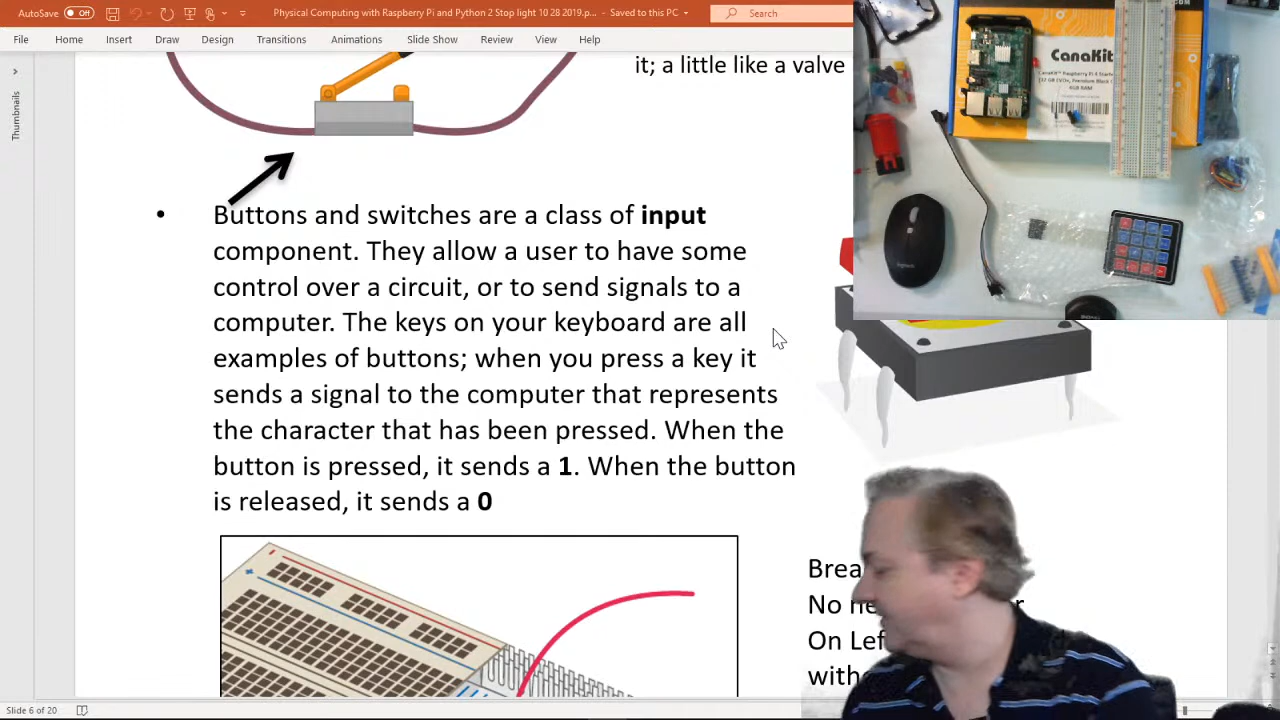 AutoSave Off
Physical Computing with Raspberry Pi and Python 2 Stop light 10 28 2019.p... - Saved to this PC
Search
File Home Insert Draw Design Animations Slide Show Review View Help
Thumbnails
it; a little like a valve
• Buttons and switches are a class of input
component. They allow a user to have some
control over a circuit, or to send signals to a
computer. The keys on your keyboard are all
examples of buttons; when you press a key it
sends a signal to the computer that represents
the character that has been pressed. When the
button is pressed, it sends a 1. When the button
is released, it sends a 0
No
On
CanaKit
Slide 6 of 20